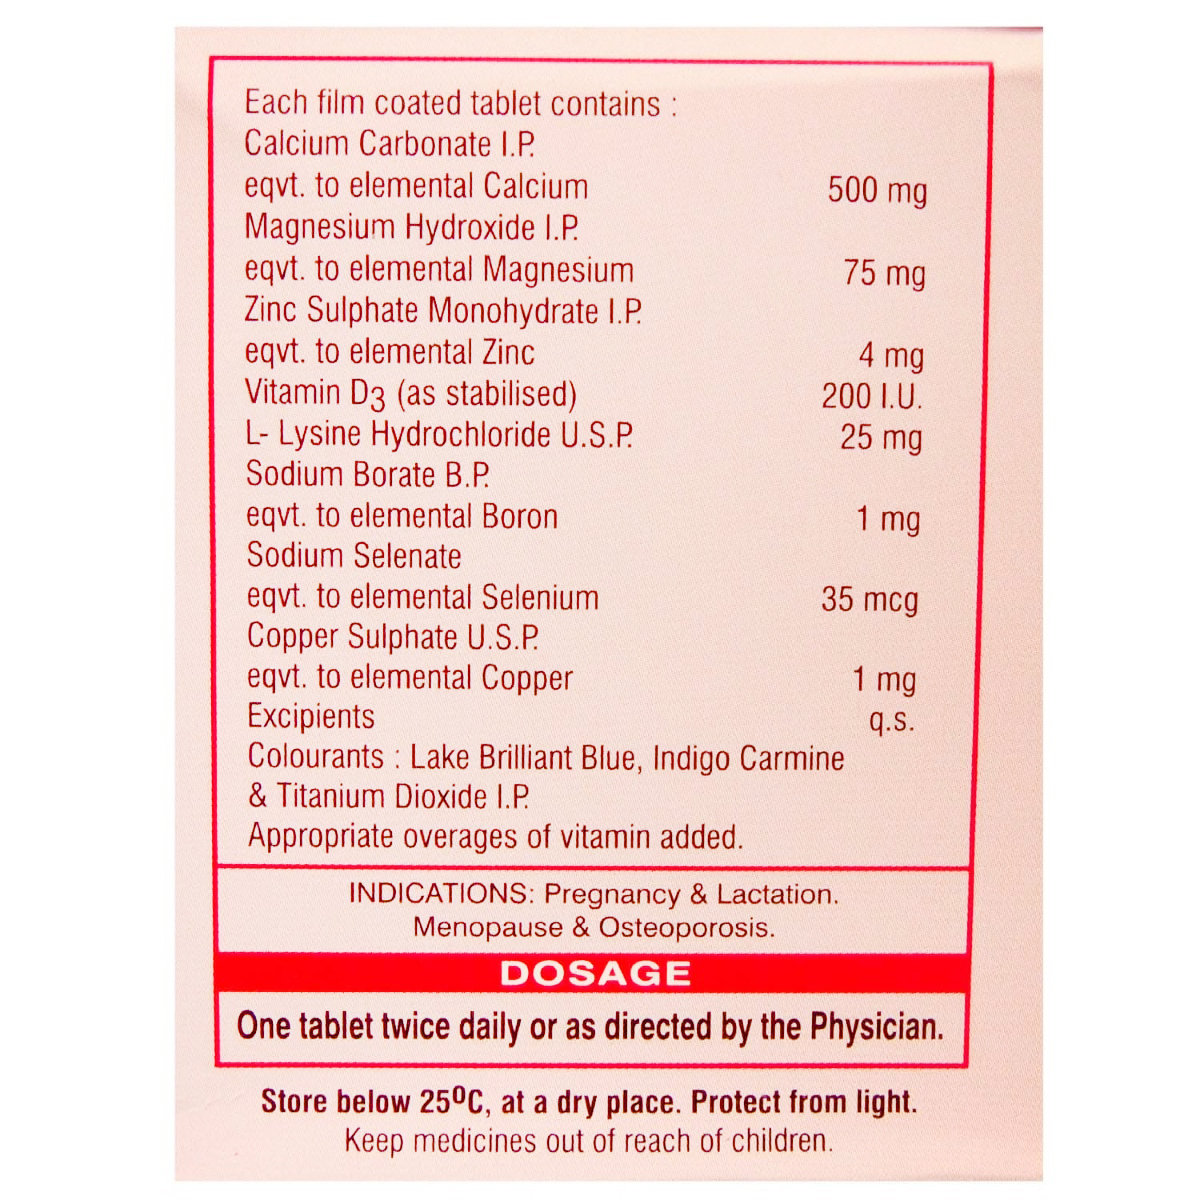 Each film coated tablet contains :
Calcium Carbonate I.P.
eqvt. to elemental Calcium 500 mg
Magnesium Hydroxide I.P.
eqvt. to elemental Magnesium 75 mg
Zinc Sulphate Monohydrate I.P.
eqvt. to elemental Zinc 4 mg
Vitamin D3 (as stabilised) 200 I.U.
L- Lysine Hydrochloride U.S.P. 25 mg
Sodium Borate B.P.
eqvt. to elemental Boron 1 mg
Sodium Selenate
eqvt. to elemental Selenium 35 mcg
Copper Sulphate U.S.P.
eqvt. to elemental Copper 1 mg
Excipients q.s.
Colourants : Lake Brilliant Blue, Indigo Carmine
& Titanium Dioxide I.P.
Appropriate overages of vitamin added.
INDICATIONS: Pregnancy & Lactation.
Menopause & Osteoporosis.
DOSAGE
One tablet twice daily or as directed by the Physician.
Store below 25ºC, at a dry place. Protect from light.
Keep medicines out of reach of children.